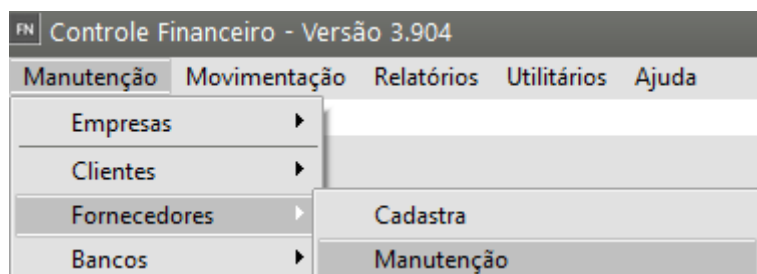 FN Controle Financeiro - Versão 3.904
Manutenção Movimentação Relatórios Utilitários Ajuda
Empresas
Clientes
Fornecedores Cadastra
Bancos Manutenção